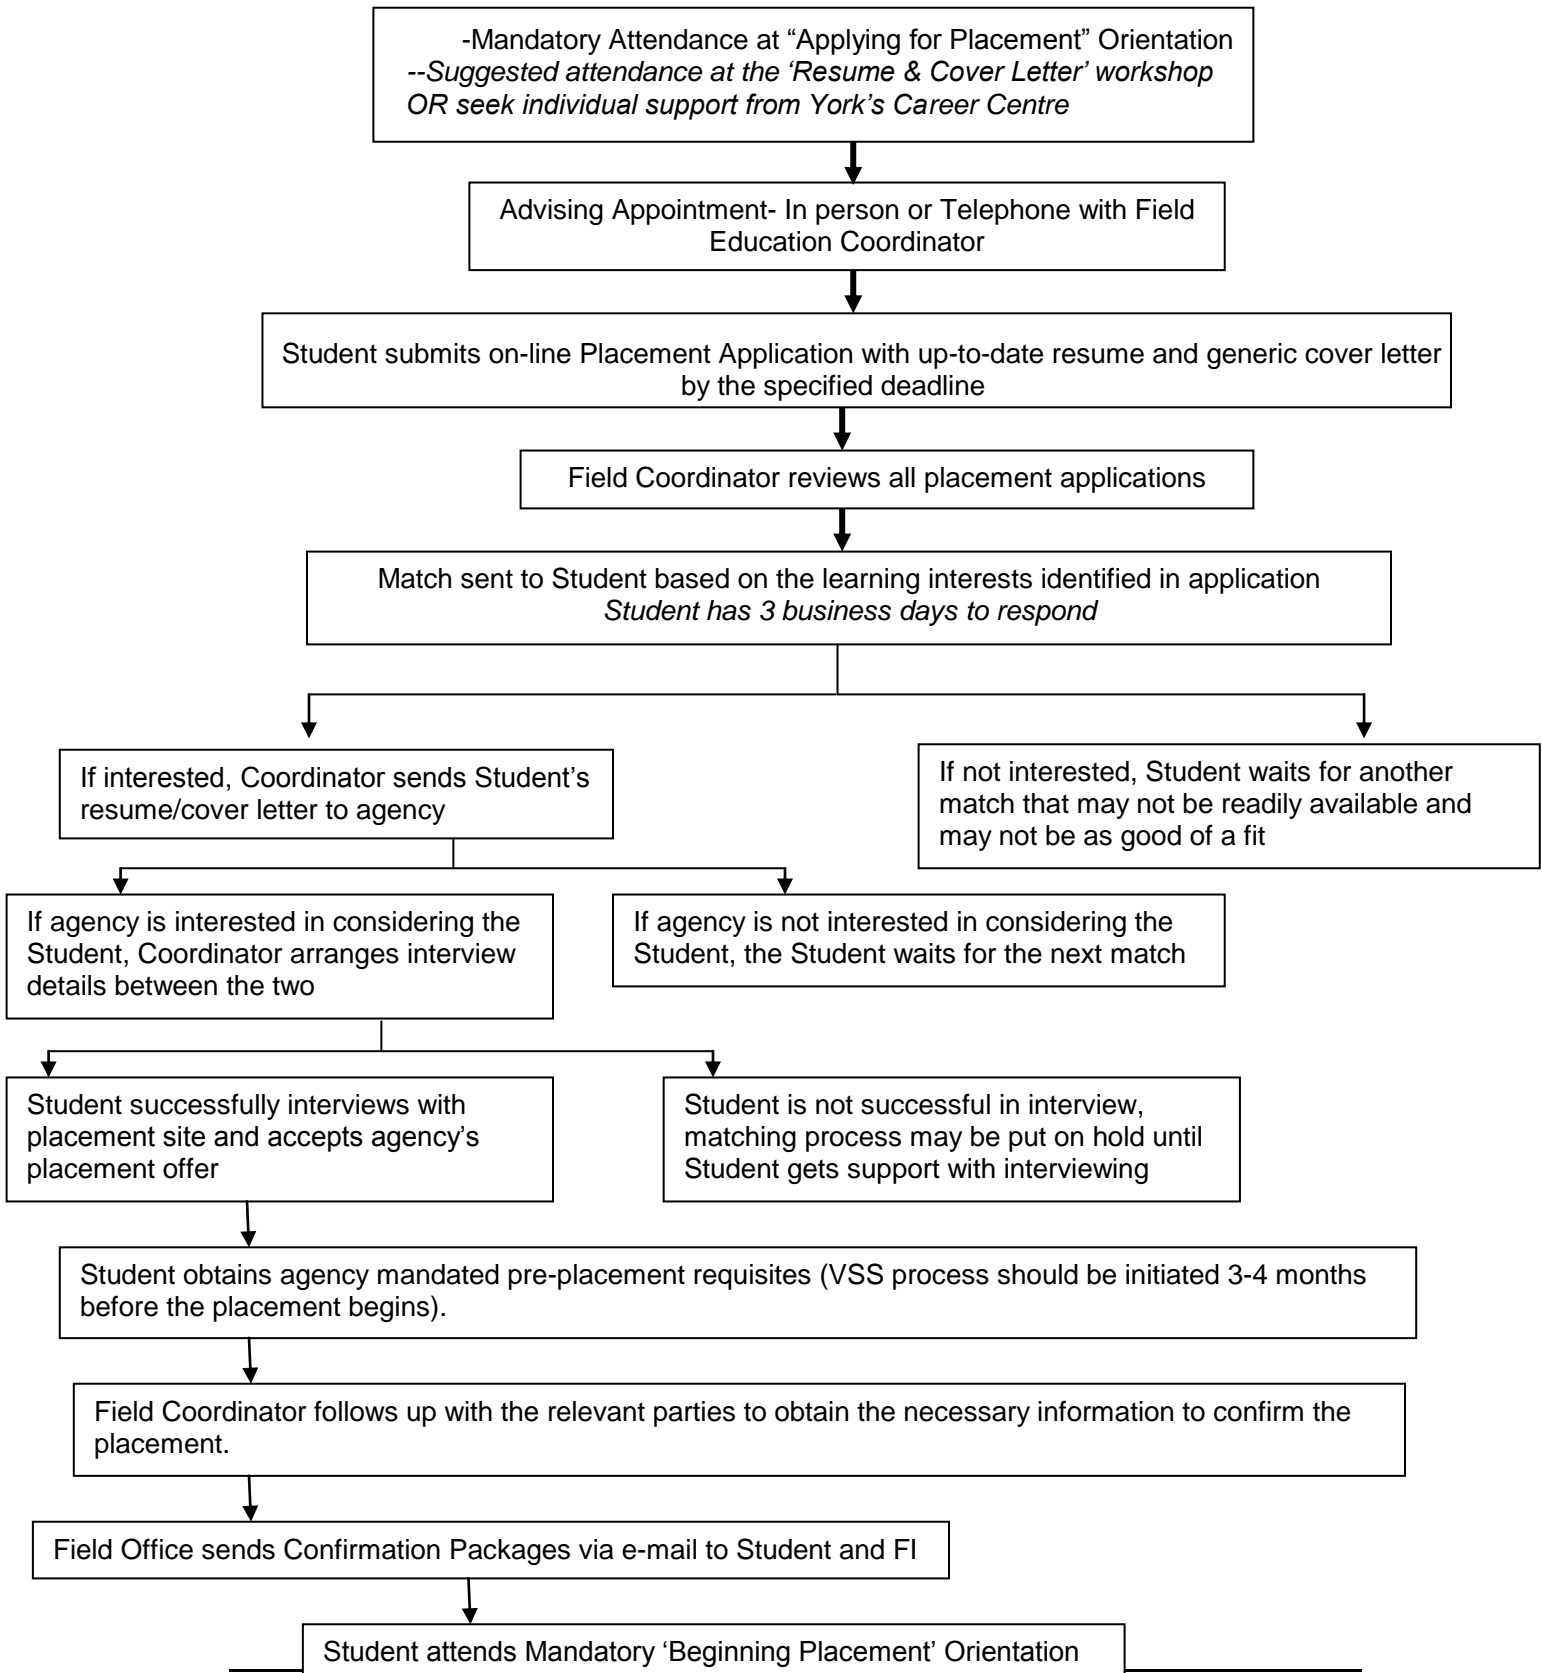 -Mandatory Attendance at “Applying for Placement” Orientation
--Suggested attendance at the ‘Resume & Cover Letter’ workshop
OR seek individual support from York’s Career Centre
Advising Appointment- In person or Telephone with Field
Education Coordinator
Student submits on-line Placement Application with up-to-date resume and generic cover letter
by the specified deadline
Field Coordinator reviews all placement applications
Match sent to Student based on the learning interests identified in application
Student has 3 business days to respond
If interested, Coordinator sends Student’s
resume/cover letter to agency
If not interested, Student waits for another
match that may not be readily available and
may not be as good of a fit
If agency is interested in considering the
Student, Coordinator arranges interview
details between the two
If agency is not interested in considering the
Student, the Student waits for the next match
Student successfully interviews with
placement site and accepts agency’s
placement offer
Student is not successful in interview,
matching process may be put on hold until
Student gets support with interviewing
Student obtains agency mandated pre-placement requisites (VSS process should be initiated 3-4 months
before the placement begins).
Field Coordinator follows up with the relevant parties to obtain the necessary information to confirm the
placement.
Field Office sends Confirmation Packages via e-mail to Student and FI
Student attends Mandatory ‘Beginning Placement’ Orientation